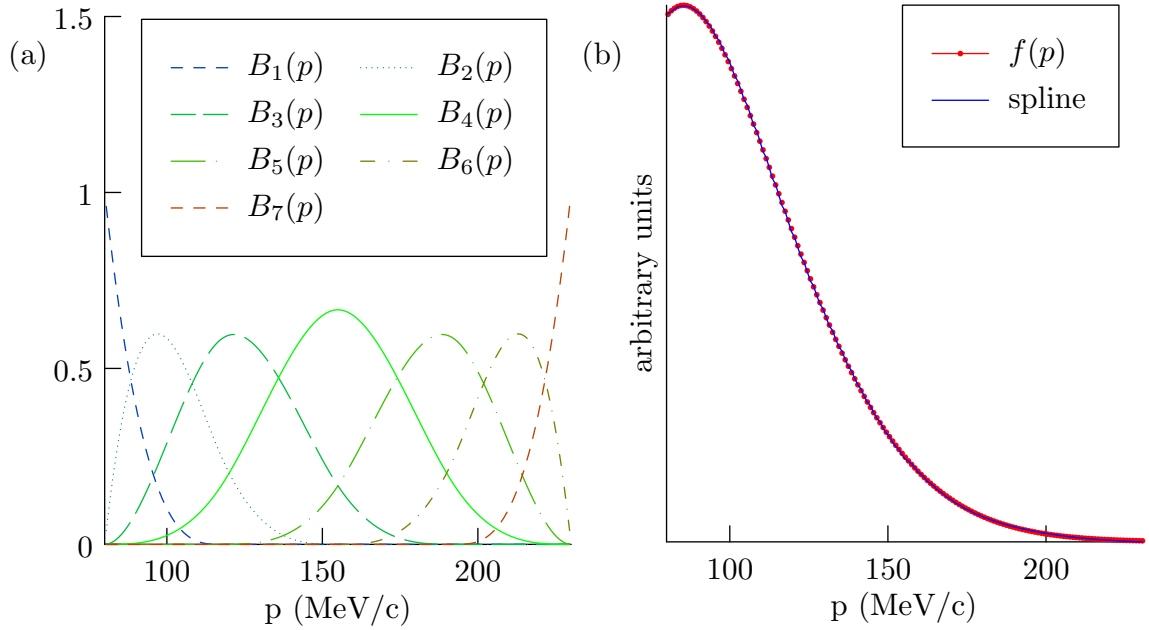 (a)
1.5
1
0.5
0
B₁(p) B₂(p)
B₃(p) B₄(p)
B₅(p) B₆(p)
B₇(p)
100 150 200
p (MeV/c)
(b)
f(p)
spline
arbitrary units
100 150 200
p (MeV/c)